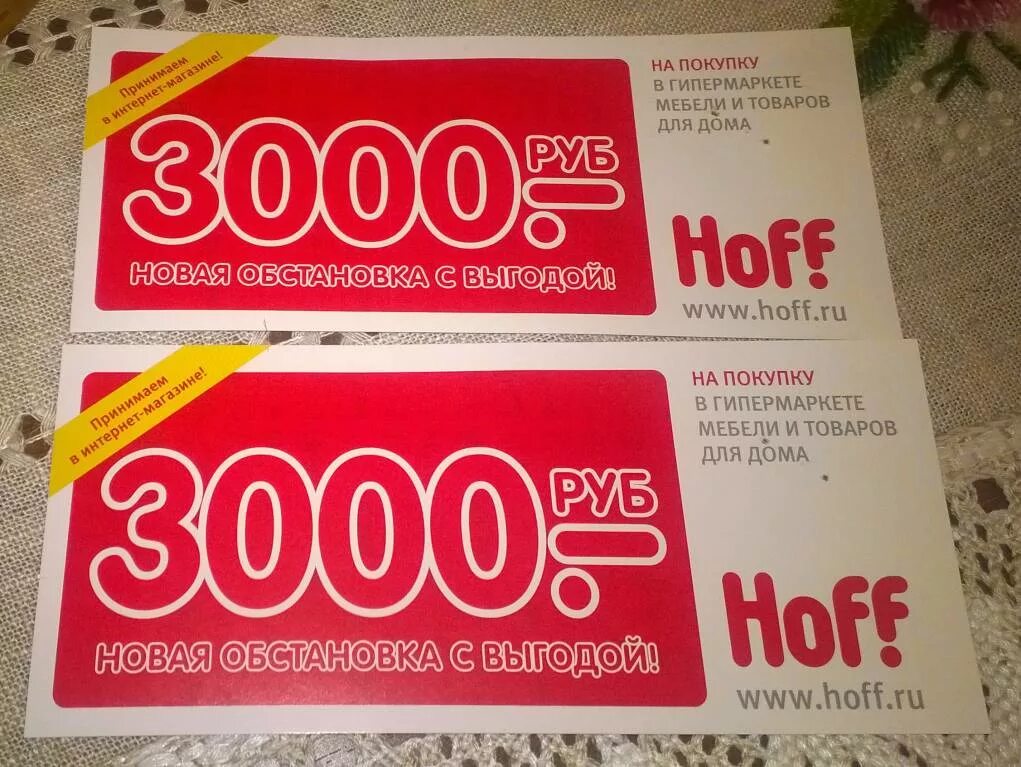 Принимаем
в интернет-магазине!
3000 РУБ
НОВАЯ ОБСТАНОВКА С ВЫГОДОЙ!
НА ПОКУПКУ
В ГИПЕРМАРКЕТЕ
МЕБЕЛИ И ТОВАРОВ
ДЛЯ ДОМА
Hoff
www.hoff.ru
Принимаем
в интернет-магазине!
3000 РУБ
НОВАЯ ОБСТАНОВКА С ВЫГОДОЙ!
НА ПОКУПКУ
В ГИПЕРМАРКЕТЕ
МЕБЕЛИ И ТОВАРОВ
ДЛЯ ДОМА
Hoff
www.hoff.ru